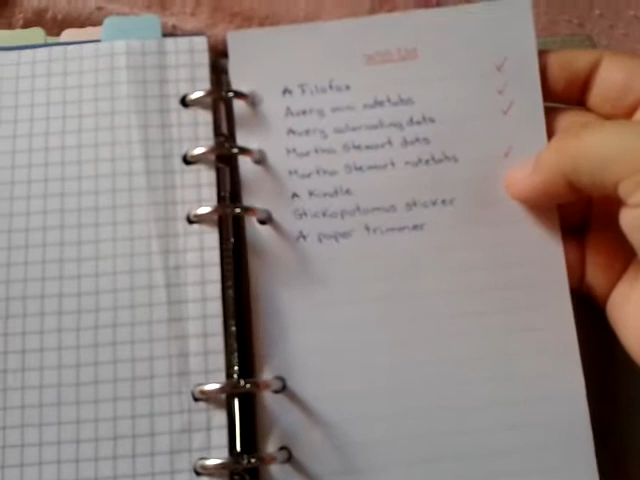 Wish List
A Filofax
Avery mini notetabs
Avery coloring dots
Martha Stewart dots
Martha Stewart notetabs
A Kindle
Stickopotamus sticker
A paper trimmer